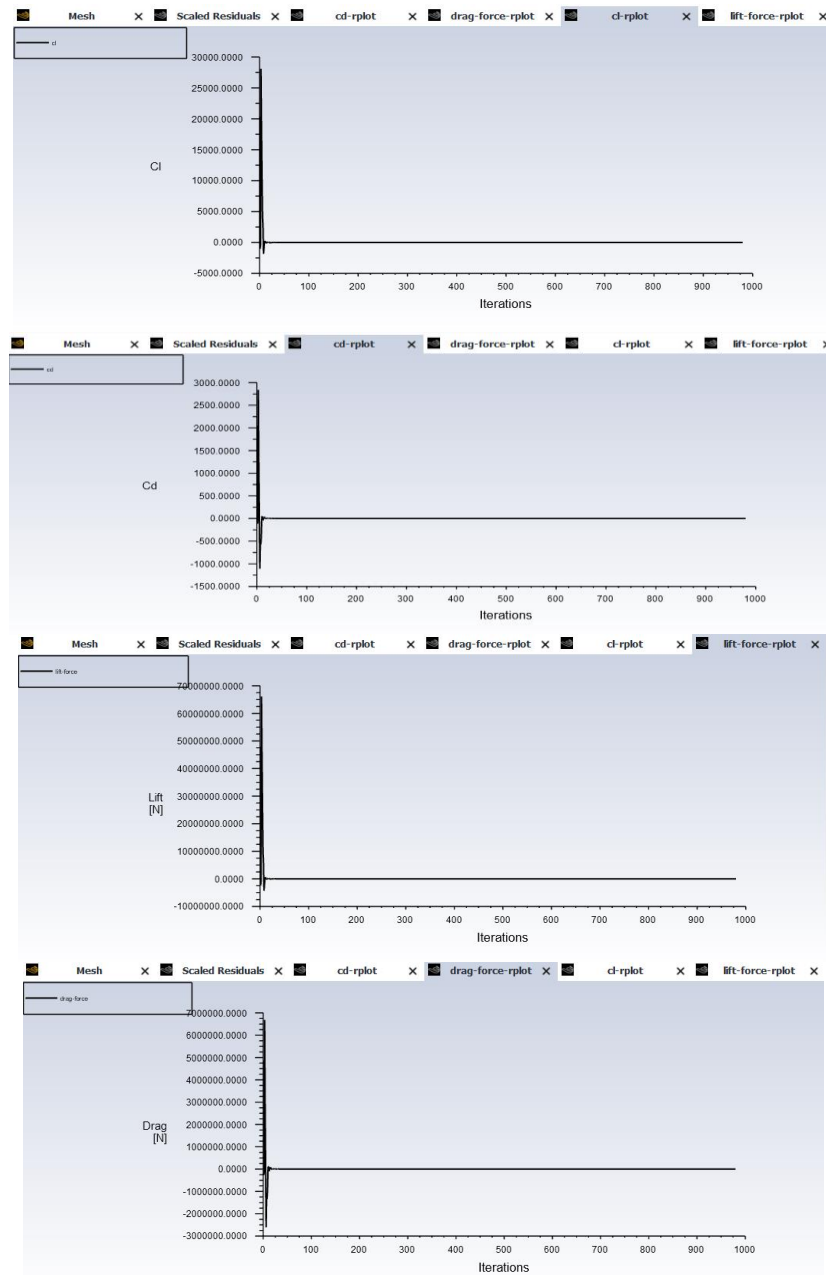 Mesh × Scaled Residuals × cd-rplot × drag-force-rplot × cl-rplot × lift-force-rplot ×
cl
30000.0000
25000.0000
20000.0000
15000.0000
Cl
10000.0000
5000.0000
0.0000
-5000.0000
0 100 200 300 400 500 600 700 800 900 1000
Iterations
Mesh × Scaled Residuals × cd-rplot × drag-force-rplot × cl-rplot × lift-force-rplot ×
cd
3000.0000
2500.0000
2000.0000
1500.0000
1000.0000
Cd
500.0000
0.0000
-500.0000
-1000.0000
-1500.0000
0 100 200 300 400 500 600 700 800 900 1000
Iterations
Mesh × Scaled Residuals × cd-rplot × drag-force-rplot × cl-rplot × lift-force-rplot ×
lift-force
70000000.0000
60000000.0000
50000000.0000
40000000.0000
30000000.0000
Lift
[N]
20000000.0000
10000000.0000
0.0000
-10000000.0000
0 100 200 300 400 500 600 700 800 900 1000
Iterations
Mesh × Scaled Residuals × cd-rplot × drag-force-rplot × cl-rplot × lift-force-rplot ×
drag-force
7000000.0000
6000000.0000
5000000.0000
4000000.0000
3000000.0000
2000000.0000
Drag
[N]
1000000.0000
0.0000
-1000000.0000
-2000000.0000
-3000000.0000
0 100 200 300 400 500 600 700 800 900 1000
Iterations